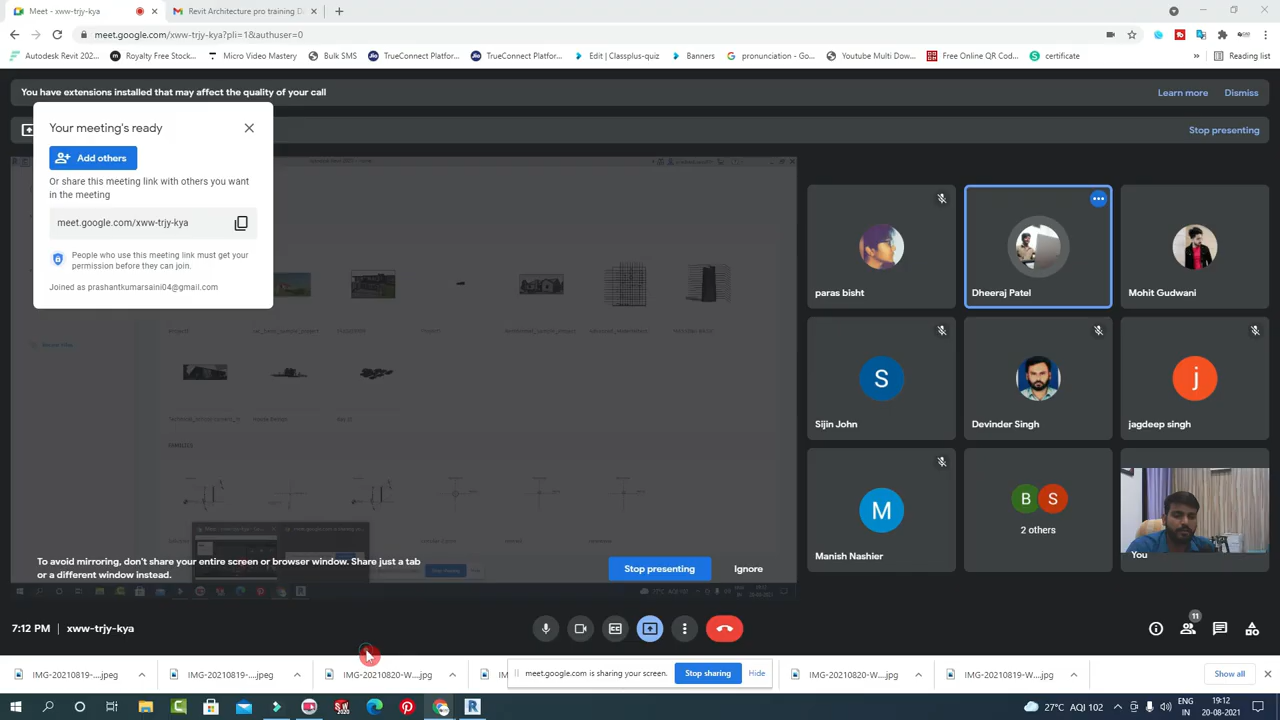 Meet - xww-trjy-kya
Revit Architecture pro training D
meet.google.com/xww-trjy-kya?pli=1&authuser=0
Autodesk Revit 202...
Royalty Free Stock...
Micro Video Mastery
Bulk SMS
TrueConnect Platfor...
TrueConnect Platfor...
Edit | Classplus-quiz
Banners
pronunciation - Go...
Youtube Multi Dow...
Free Online QR Cod...
certificate
Reading list
You have extensions installed that may affect the quality of your call
Learn more
Dismiss
Stop presenting
Your meeting's ready
Add others
Or share this meeting link with others you want
in the meeting
meet.google.com/xww-trjy-kya
People who use this meeting link must get your
permission before they can join.
Joined as prashantkumarsaini04@gmail.com
paras bisht
Dheeraj Patel
Mohit Gudwani
Sijin John
Devinder Singh
jagdeep singh
S
j
M
B
S
2 others
Manish Nashier
You
FAMILIES
To avoid mirroring, don't share your entire screen or browser window. Share just a tab
or a different window instead.
Stop presenting
Ignore
7:12 PM | xww-trjy-kya
11
IMG-20210819-....jpeg
IMG-20210819-....jpeg
IMG-20210820-W....jpg
meet.google.com is sharing your screen.
Stop sharing
Hide
IMG-20210820-W....jpg
IMG-20210819-W....jpg
Show all
27°C AQI 102
ENG
IN
19:12
20-08-2021